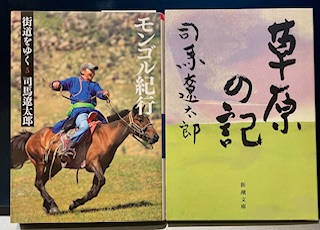 モンゴル紀行
街道をゆく 5 司馬遼太郎
草原
の記
司馬遼太郎
新潮文庫